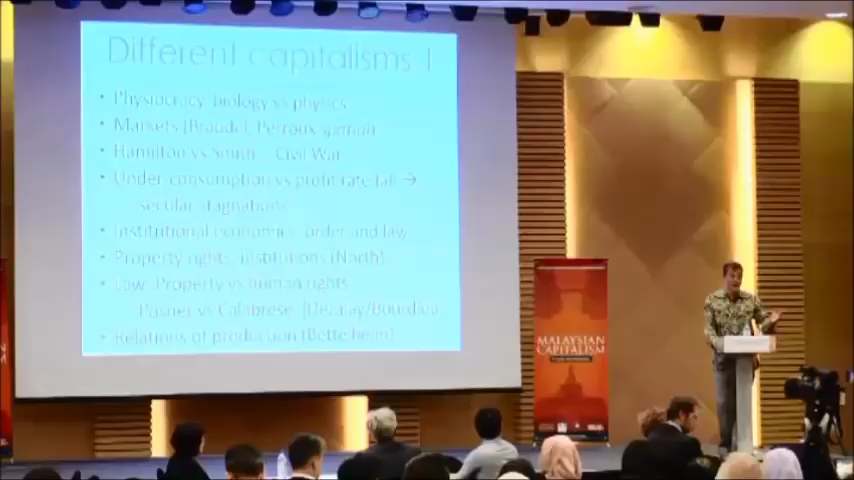 Different capitalisms 1
• Physiocracy: biology vs physics
• Markets (Braudel, Perroux
• Hamilton vs Smith – Civil War
• Under-consumption vs profit rate fall →
secular stagnation?
• Institutional economics: order and law
• Property rights, institutions (North)
• Law: Property vs human rights
Posner vs Calabrese [Dezalay/Bourdieu
• Relations of production (Bettelheim)
MALAYSIAN
CAPITALISM